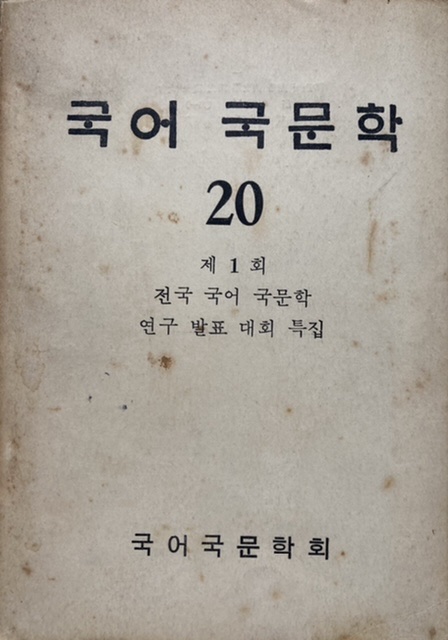 국어 국문학
20
제 1 회
전국 국어 국문학
연구 발표 대회 특집
국어국문학회